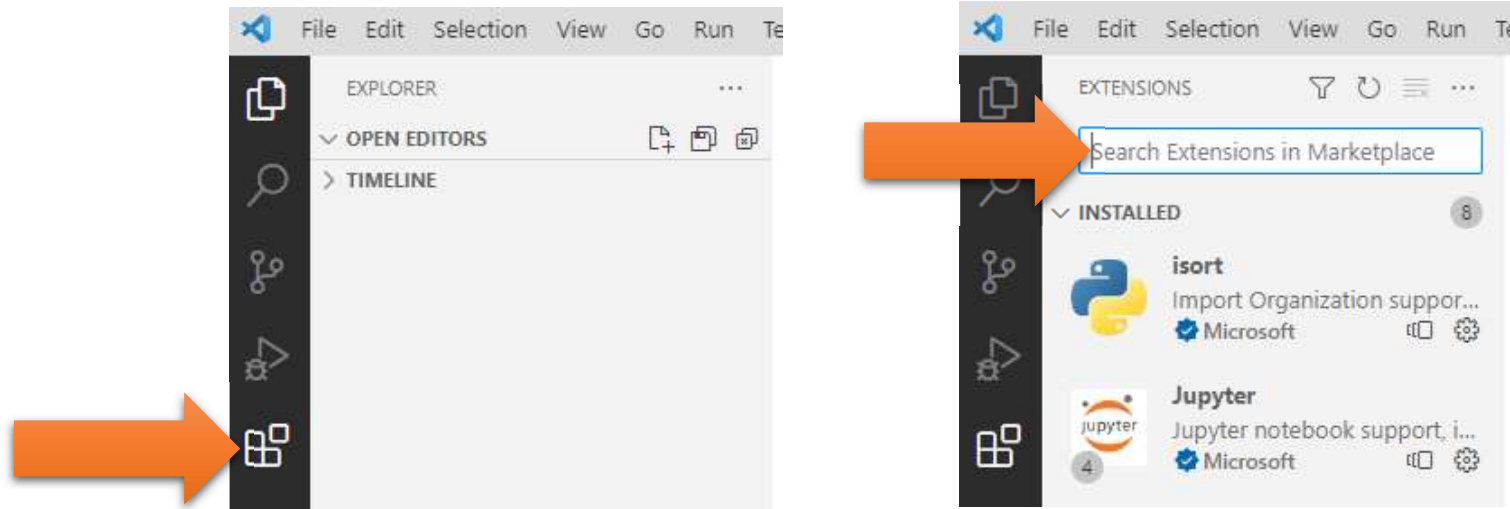 File Edit Selection View Go Run Te
EXPLORER
OPEN EDITORS
TIMELINE
File Edit Selection View Go Run Te
EXTENSIONS
Search Extensions in Marketplace
INSTALLED 8
isort
Import Organization suppor...
Microsoft
Jupyter
jupyter
Jupyter notebook support, i...
4
Microsoft